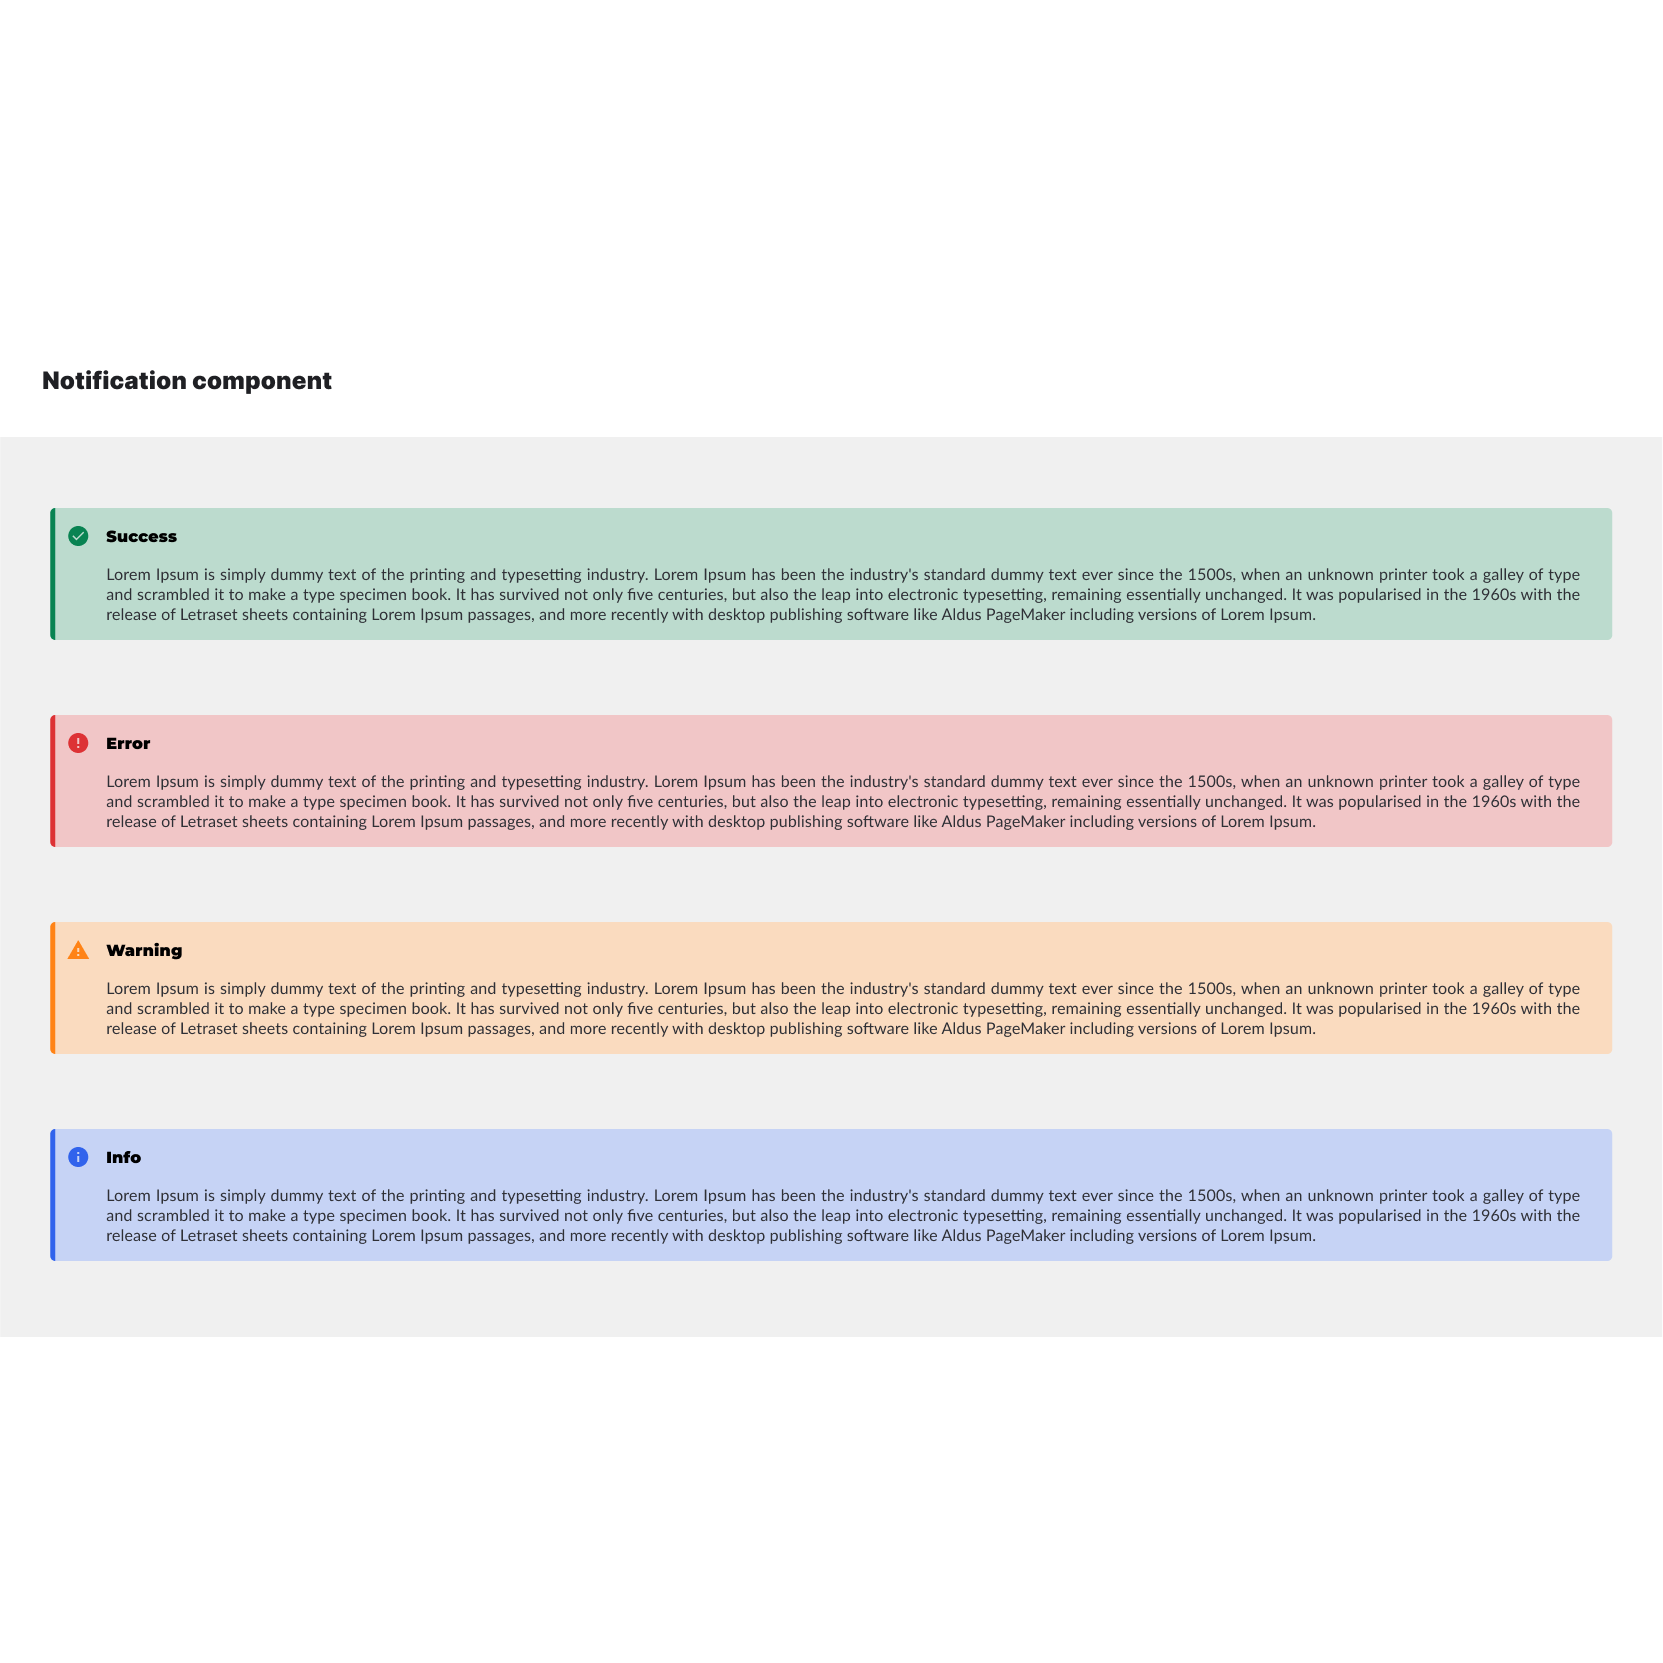 Notification component
Success
Lorem Ipsum is simply dummy text of the printing and typesetting industry. Lorem Ipsum has been the industry's standard dummy text ever since the 1500s, when an unknown printer took a galley of type
and scrambled it to make a type specimen book. It has survived not only five centuries, but also the leap into electronic typesetting, remaining essentially unchanged. It was popularised in the 1960s with the
release of Letraset sheets containing Lorem Ipsum passages, and more recently with desktop publishing software like Aldus PageMaker including versions of Lorem Ipsum.
Error
Lorem Ipsum is simply dummy text of the printing and typesetting industry. Lorem Ipsum has been the industry's standard dummy text ever since the 1500s, when an unknown printer took a galley of type
and scrambled it to make a type specimen book. It has survived not only five centuries, but also the leap into electronic typesetting, remaining essentially unchanged. It was popularised in the 1960s with the
release of Letraset sheets containing Lorem Ipsum passages, and more recently with desktop publishing software like Aldus PageMaker including versions of Lorem Ipsum.
Warning
Lorem Ipsum is simply dummy text of the printing and typesetting industry. Lorem Ipsum has been the industry's standard dummy text ever since the 1500s, when an unknown printer took a galley of type
and scrambled it to make a type specimen book. It has survived not only five centuries, but also the leap into electronic typesetting, remaining essentially unchanged. It was popularised in the 1960s with the
release of Letraset sheets containing Lorem Ipsum passages, and more recently with desktop publishing software like Aldus PageMaker including versions of Lorem Ipsum.
Info
Lorem Ipsum is simply dummy text of the printing and typesetting industry. Lorem Ipsum has been the industry's standard dummy text ever since the 1500s, when an unknown printer took a galley of type
and scrambled it to make a type specimen book. It has survived not only five centuries, but also the leap into electronic typesetting, remaining essentially unchanged. It was popularised in the 1960s with the
release of Letraset sheets containing Lorem Ipsum passages, and more recently with desktop publishing software like Aldus PageMaker including versions of Lorem Ipsum.